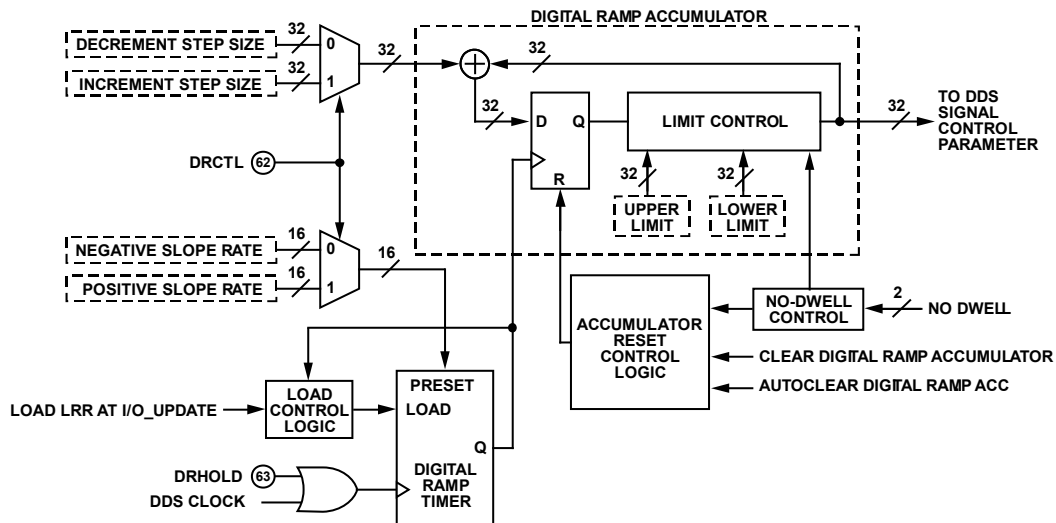 DIGITAL RAMP ACCUMULATOR
DECREMENT STEP SIZE
32
0
INCREMENT STEP SIZE
32
1
32
32
32
D
Q
R
LIMIT CONTROL
32
TO DDS
SIGNAL
CONTROL
PARAMETER
32
32
UPPER
LIMIT
LOWER
LIMIT
DRCTL
62
NEGATIVE SLOPE RATE
16
0
POSITIVE SLOPE RATE
16
1
16
ACCUMULATOR
RESET
CONTROL
LOGIC
NO-DWELL
CONTROL
2
NO DWELL
CLEAR DIGITAL RAMP ACCUMULATOR
AUTOCLEAR DIGITAL RAMP ACC
LOAD LRR AT I/O_UPDATE
LOAD
CONTROL
LOGIC
PRESET
LOAD
Q
DIGITAL
RAMP
TIMER
DRHOLD
63
DDS CLOCK